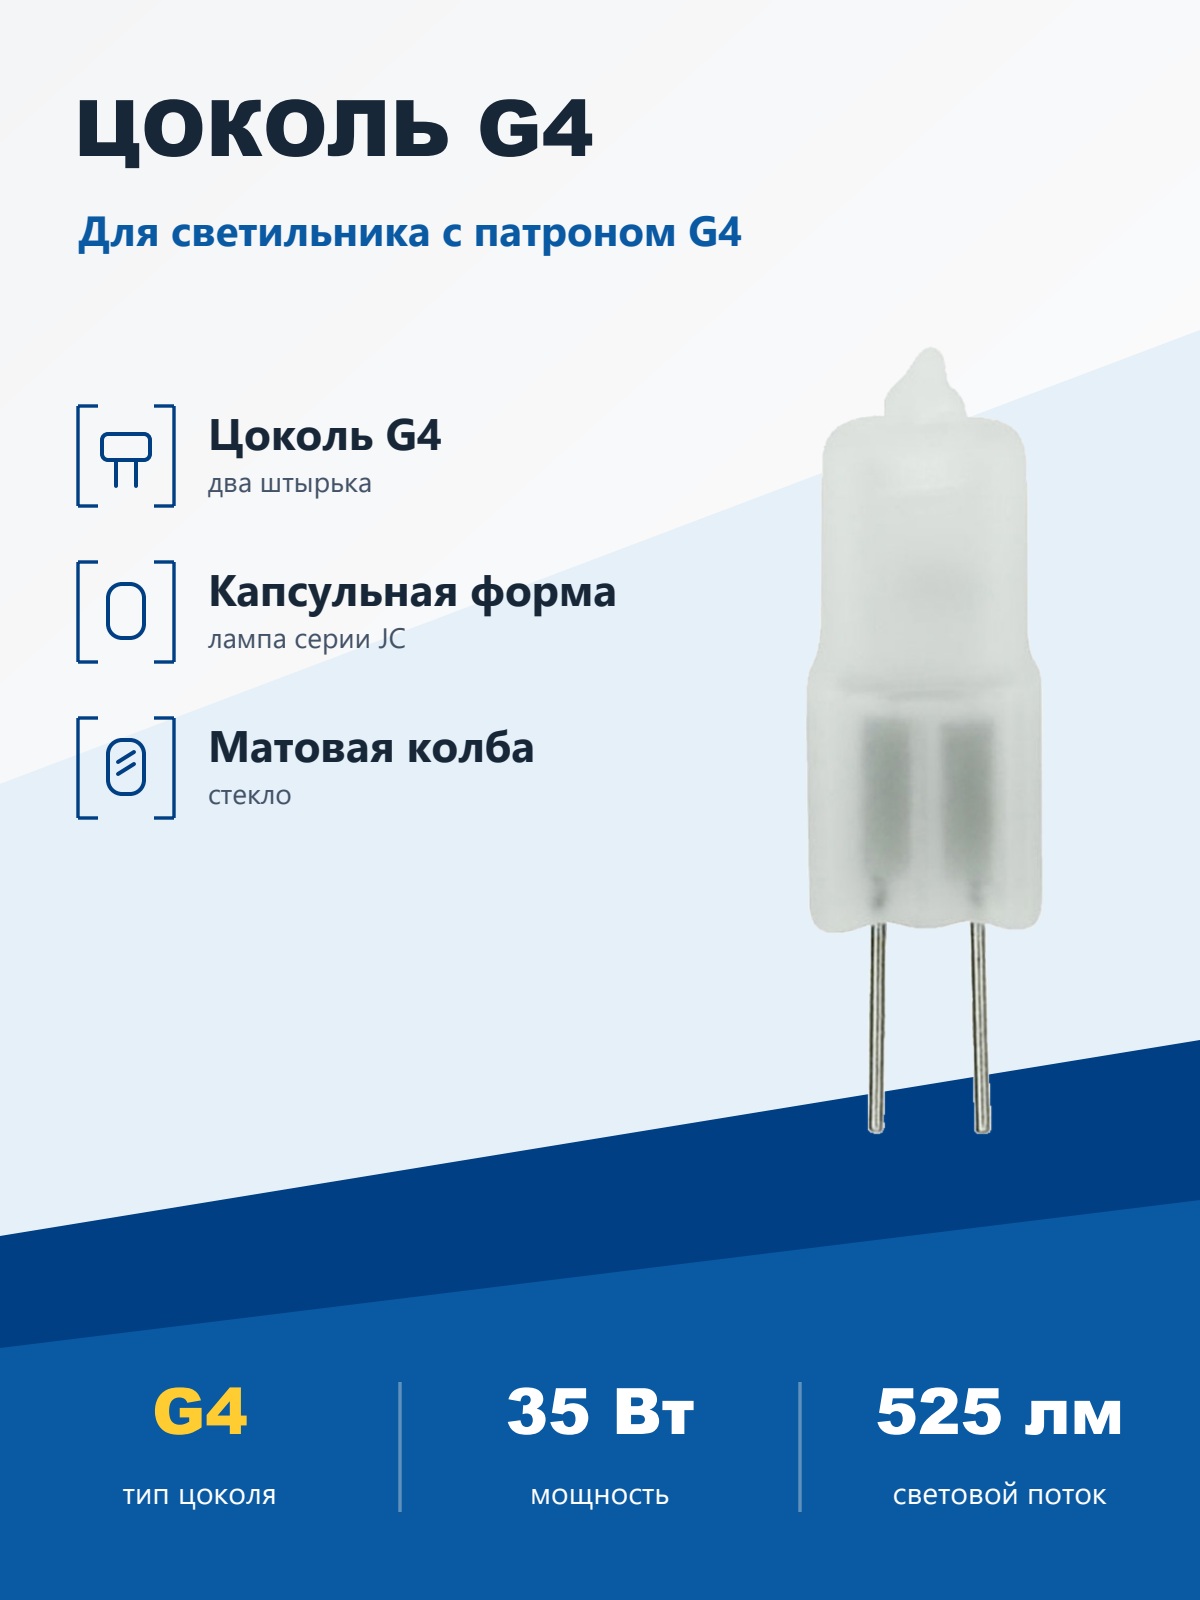 ЦОКОЛЬ G4
Для светильника с патроном G4
Цоколь G4
два штырька
Капсульная форма
лампа серии JC
Матовая колба
стекло
G4
тип цоколя
35 Вт
мощность
525 лм
световой поток